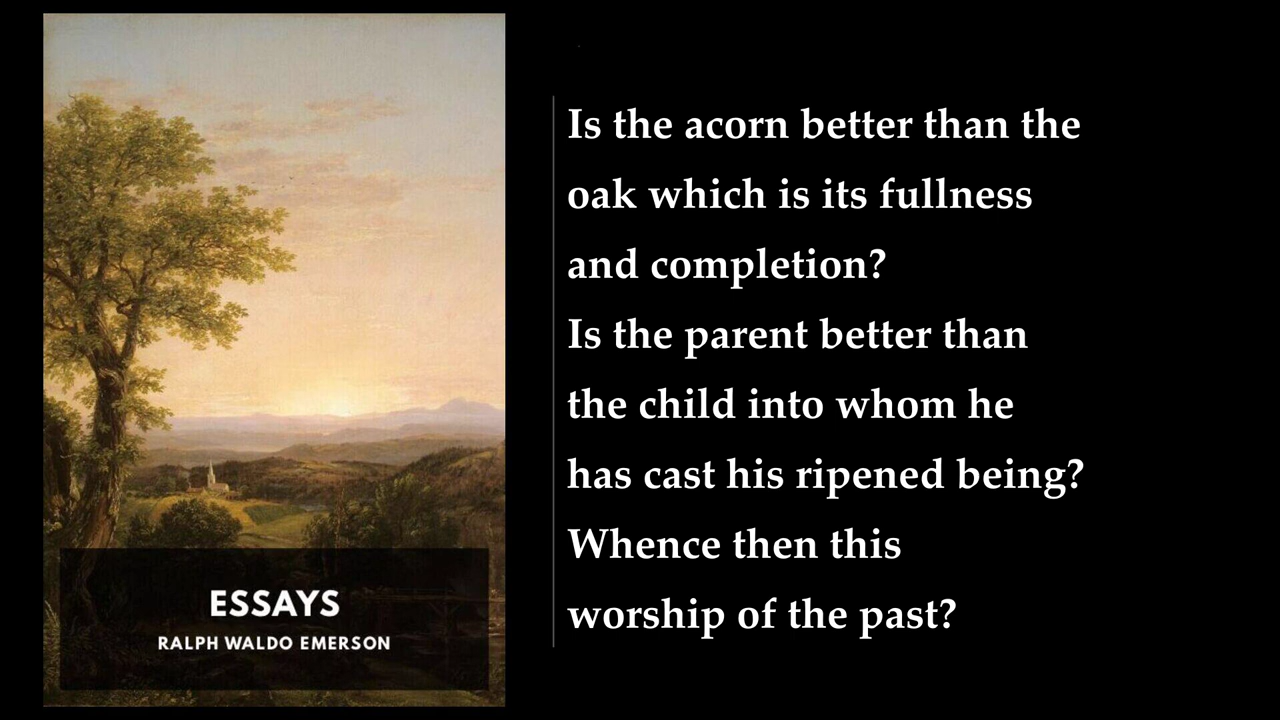 ESSAYS
RALPH WALDO EMERSON
Is the acorn better than the
oak which is its fullness
and completion?
Is the parent better than
the child into whom he
has cast his ripened being?
Whence then this
worship of the past?